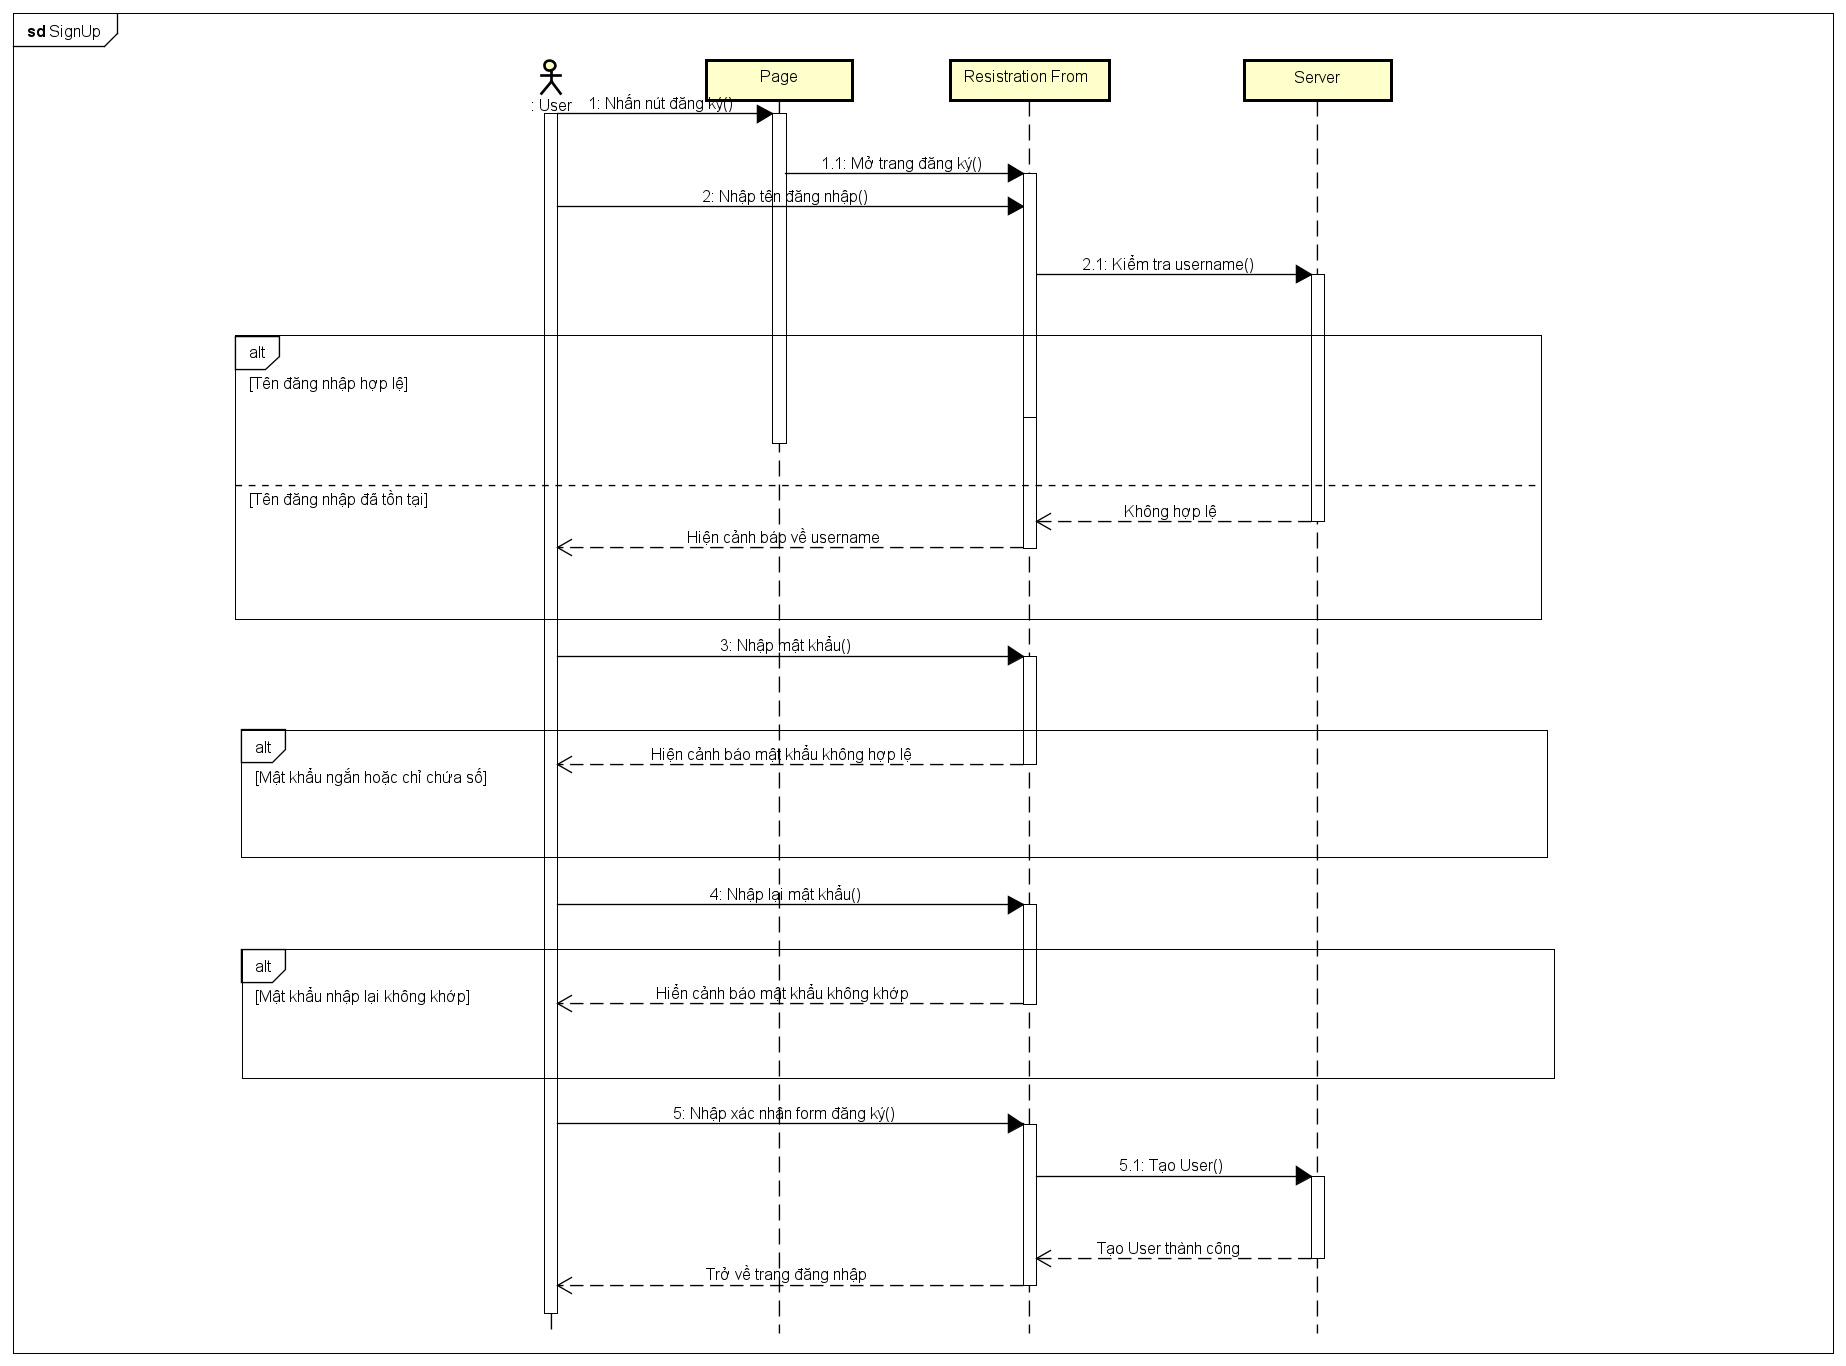 sd SignUp
: User
Page
Resistration From
Server
1: Nhấn nút đăng ký()
1.1: Mở trang đăng ký()
2: Nhập tên đăng nhập()
2.1: Kiểm tra username()
alt
[Tên đăng nhập hợp lệ]
[Tên đăng nhập đã tồn tại]
Không hợp lệ
Hiện cảnh báo về username
3: Nhập mật khẩu()
alt
Hiện cảnh báo mật khẩu không hợp lệ
[Mật khẩu ngắn hoặc chỉ chứa số]
4: Nhập lại mật khẩu()
alt
Hiển cảnh báo mật khẩu không khớp
[Mật khẩu nhập lại không khớp]
5: Nhập xác nhận form đăng ký()
5.1: Tạo User()
Tạo User thành công
Trở về trang đăng nhập